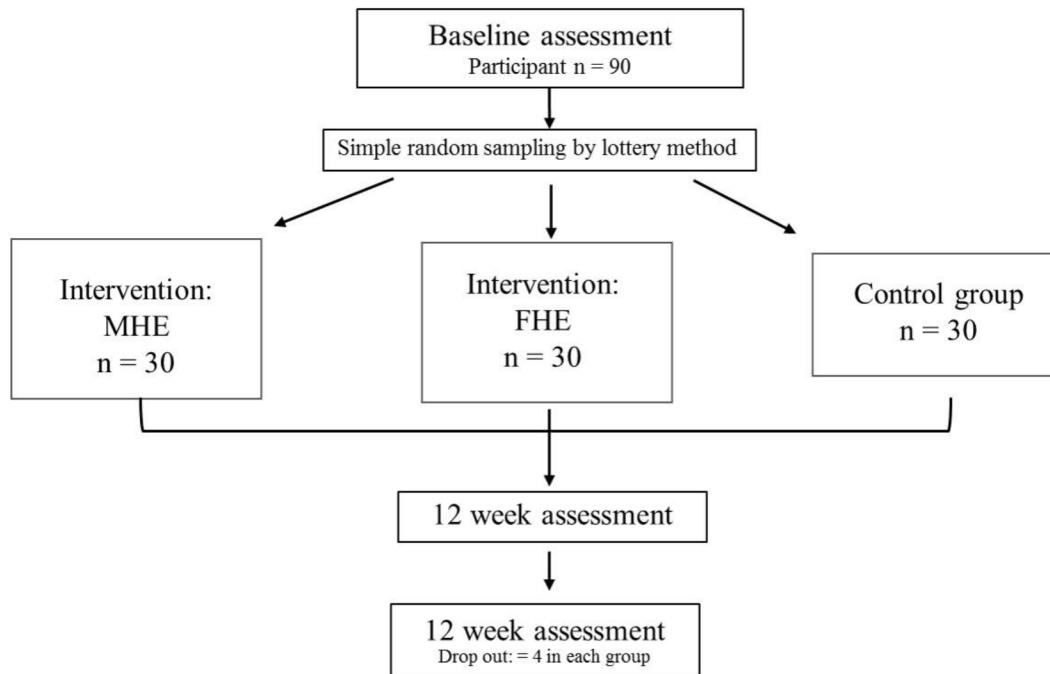 Baseline assessment
Participant n = 90
Simple random sampling by lottery method
Intervention:
MHE
n = 30
Intervention:
FHE
n = 30
Control group
n = 30
12 week assessment
12 week assessment
Drop out: = 4 in each group